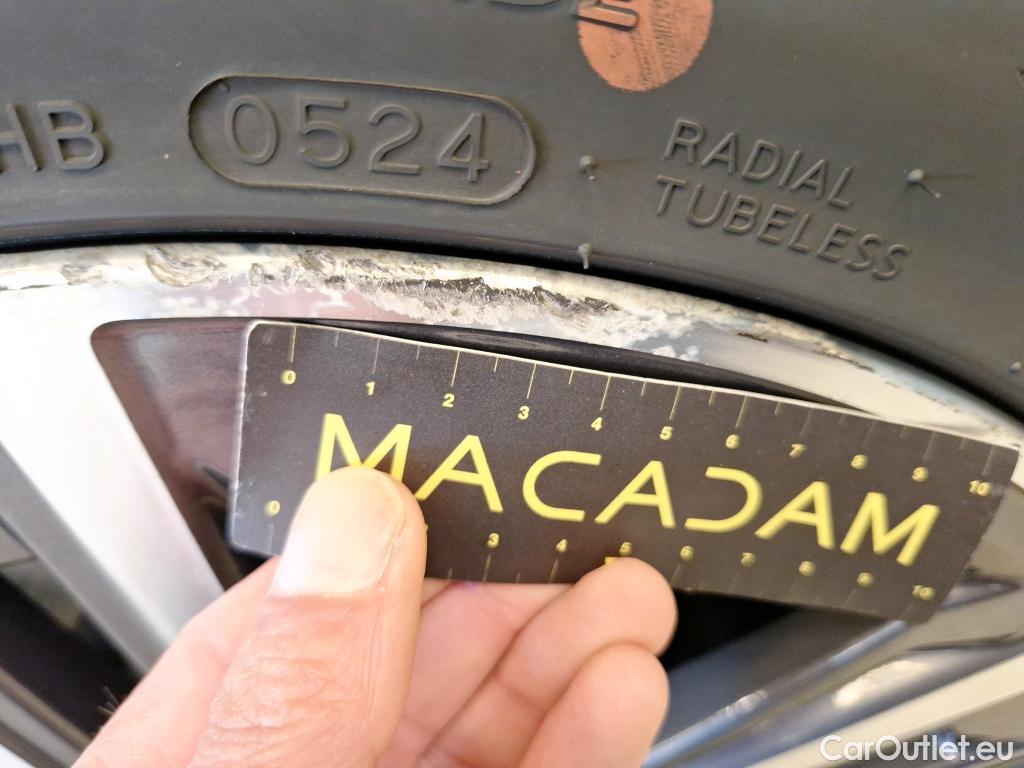 HB
0524
RADIAL
TUBELESS
0 1 2 3 4 5 6 7 8 9 10
MACADAM
0 3 4 5 6 7 8 9 10
CarOutlet.eu